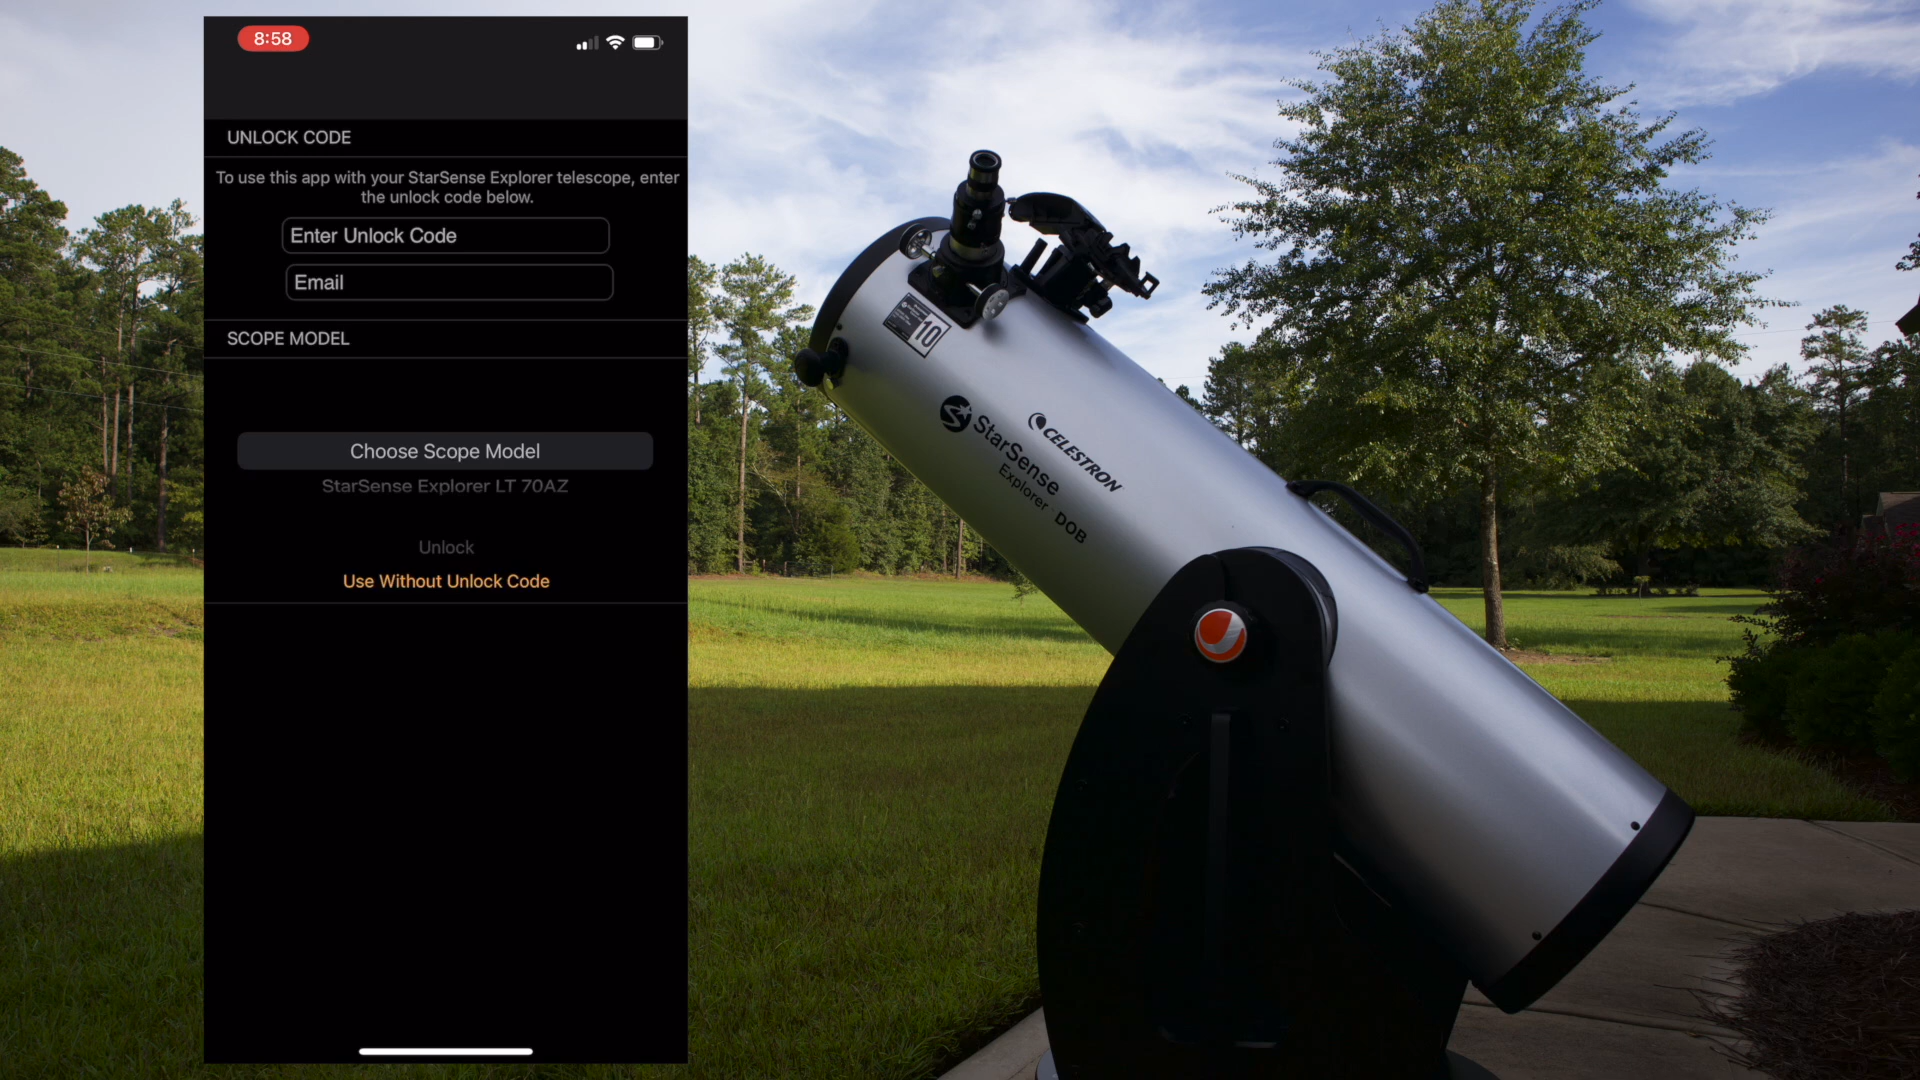 8:58
UNLOCK CODE
To use this app with your StarSense Explorer telescope, enter
the unlock code below.
Enter Unlock Code
Email
SCOPE MODEL
Choose Scope Model
StarSense Explorer LT 70AZ
Unlock
Use Without Unlock Code
10
CELESTRON
StarSense
Explorer DOB